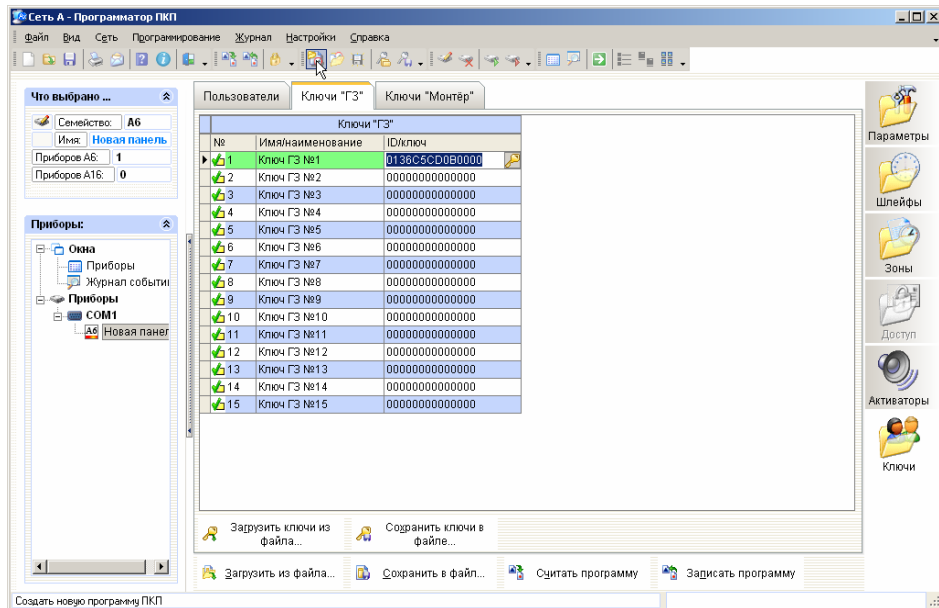 Сеть А - Программатор ПКП
Файл Вид Сеть Программирование Журнал Настройки Справка
Что выбрано ...
Семейство: А6
Имя: Новая панель
Приборов А6: 1
Приборов А16: 0
Приборы:
Окна
Приборы
Журнал событи
Приборы
COM1
А6 Новая панел
Пользователи Ключи "ГЗ" Ключи "Монтёр"
Ключи "ГЗ"
№ Имя/наименование ID/ключ
1 Ключ ГЗ №1 0136C5CD0B0000
2 Ключ ГЗ №2 00000000000000
3 Ключ ГЗ №3 00000000000000
4 Ключ ГЗ №4 00000000000000
5 Ключ ГЗ №5 00000000000000
6 Ключ ГЗ №6 00000000000000
7 Ключ ГЗ №7 00000000000000
8 Ключ ГЗ №8 00000000000000
9 Ключ ГЗ №9 00000000000000
10 Ключ ГЗ №10 00000000000000
11 Ключ ГЗ №11 00000000000000
12 Ключ ГЗ №12 00000000000000
13 Ключ ГЗ №13 00000000000000
14 Ключ ГЗ №14 00000000000000
15 Ключ ГЗ №15 00000000000000
Загрузить ключи из
файла...
Сохранить ключи в
файле...
Загрузить из файла... Сохранить в файл... Считать программу Записать программу
Параметры
Шлейфы
Зоны
Доступ
Активаторы
Ключи
Создать новую программу ПКП